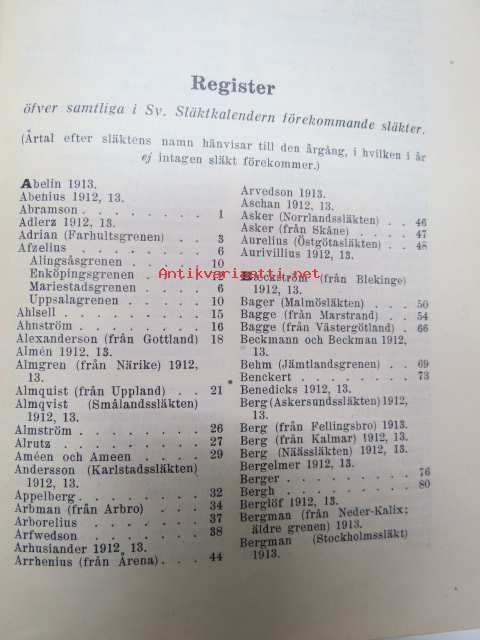 Register
öfver samtliga i Sv. Släktkalendern förekommande släkter.
(Årtal efter släktens namn hänvisar till den årgång, i hvilken i år
ej intagen släkt förekommer.)
Abelin 1913.
Abenius 1912, 13.
Abramson . . . . . . . . 1
Adlerz 1912, 13.
Adrian (Farhultsgrenen) . . 3
Afzelius . . . . . . . . 6
Alingsåsgrenen . . . . . 10
Enköpingsgrenen . . . . 12
Mariestadsgrenen . . . . 6
Uppsalagrenen . . . . . 10
Ahlsell . . . . . . . . . 15
Ahnström . . . . . . . . 16
Alexanderson (från Gottland) 18
Almén 1912, 13.
Almgren (från Närike) 1912,
13.
Almquist (från Uppland) . . 21
Almqvist (Smålandssläkten)
1912, 13.
Almström . . . . . . . . 26
Alrutz . . . . . . . . . 27
Améen och Ameen . . . . 29
Andersson (Karlstadssläkten)
1912, 13.
Appelberg . . . . . . . . 32
Arbman (från Arbro) . . . 34
Arborelius . . . . . . . 37
Arfwedson . . . . . . . 38
Arhusiander 1912, 13.
Arrhenius (från Årena) . . . 44
Arvedson 1913.
Aschan 1912, 13.
Asker (Norrlandssläkten) . . 46
Asker (från Skåne) . . . . 47
Aurelius (Östgötasläkten) . . 48
Aurivillius 1912, 13.
Bæckström (från Blekinge)
1912, 13.
Bager (Malmösläkten) . . . 50
Bagge (från Marstrand) . . 54
Bagge (från Västergötland) . 66
Beckmann och Beckman 1912,
13.
Behm (Jämtlandsgrenen) . . 69
Benckert . . . . . . . . 73
Benedicks 1912, 13.
Berg (Askersundssläkten) 1912,
13.
Berg (från Fellingsbro) 1913.
Berg (från Kalmar) 1912, 13.
Berg (Näässläkten) 1912, 13.
Bergelmer 1912, 13.
Berger . . . . . . . . . 76
Bergh . . . . . . . . . 80
Berglöf 1912, 13.
Bergman (från Neder-Kalix;
äldre grenen) 1913.
Bergman (Stockholmssläkt)
1913.
Antikvariaatti.net